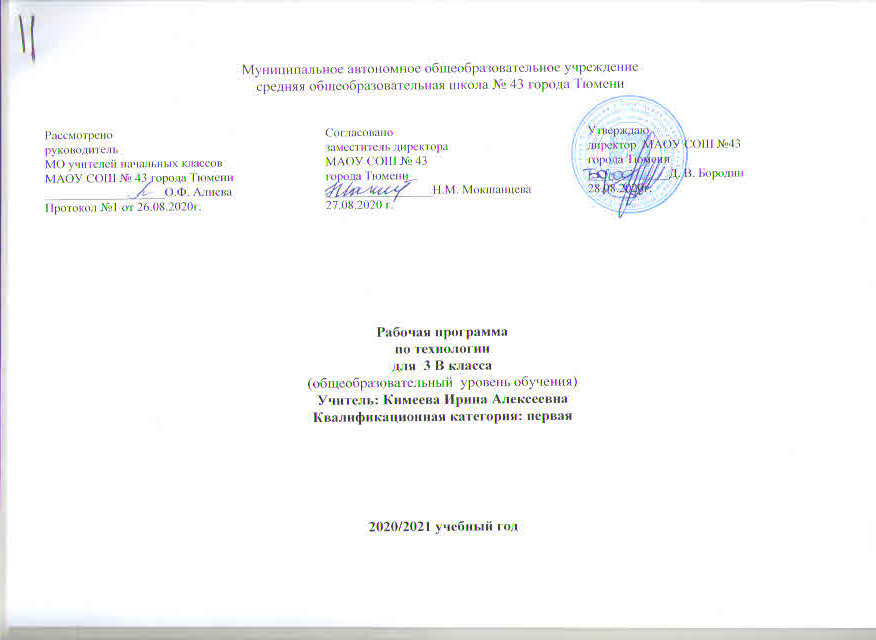 Муниципальное автономное общеобразовательное учреждение
средняя общеобразовательная школа № 43 города Тюмени
Рассмотрено
руководитель
МО учителей начальных классов
МАОУ СОШ № 43 города Тюмени
О.Ф. Алиева
Протокол №1 от 26.08.2020г.
Согласовано
заместитель директора
МАОУ СОШ № 43
города Тюмени
Н.М. Мокшанцева
27.08.2020 г.
Утверждаю
директор МАОУ СОШ №43
города Тюмени
Д. В. Бородин
28.08.2020г.
Рабочая программа
по технологии
для 3 В класса
(общеобразовательный уровень обучения)
Учитель: Кимеева Ирина Алексеевна
Квалификационная категория: первая
2020/2021 учебный год